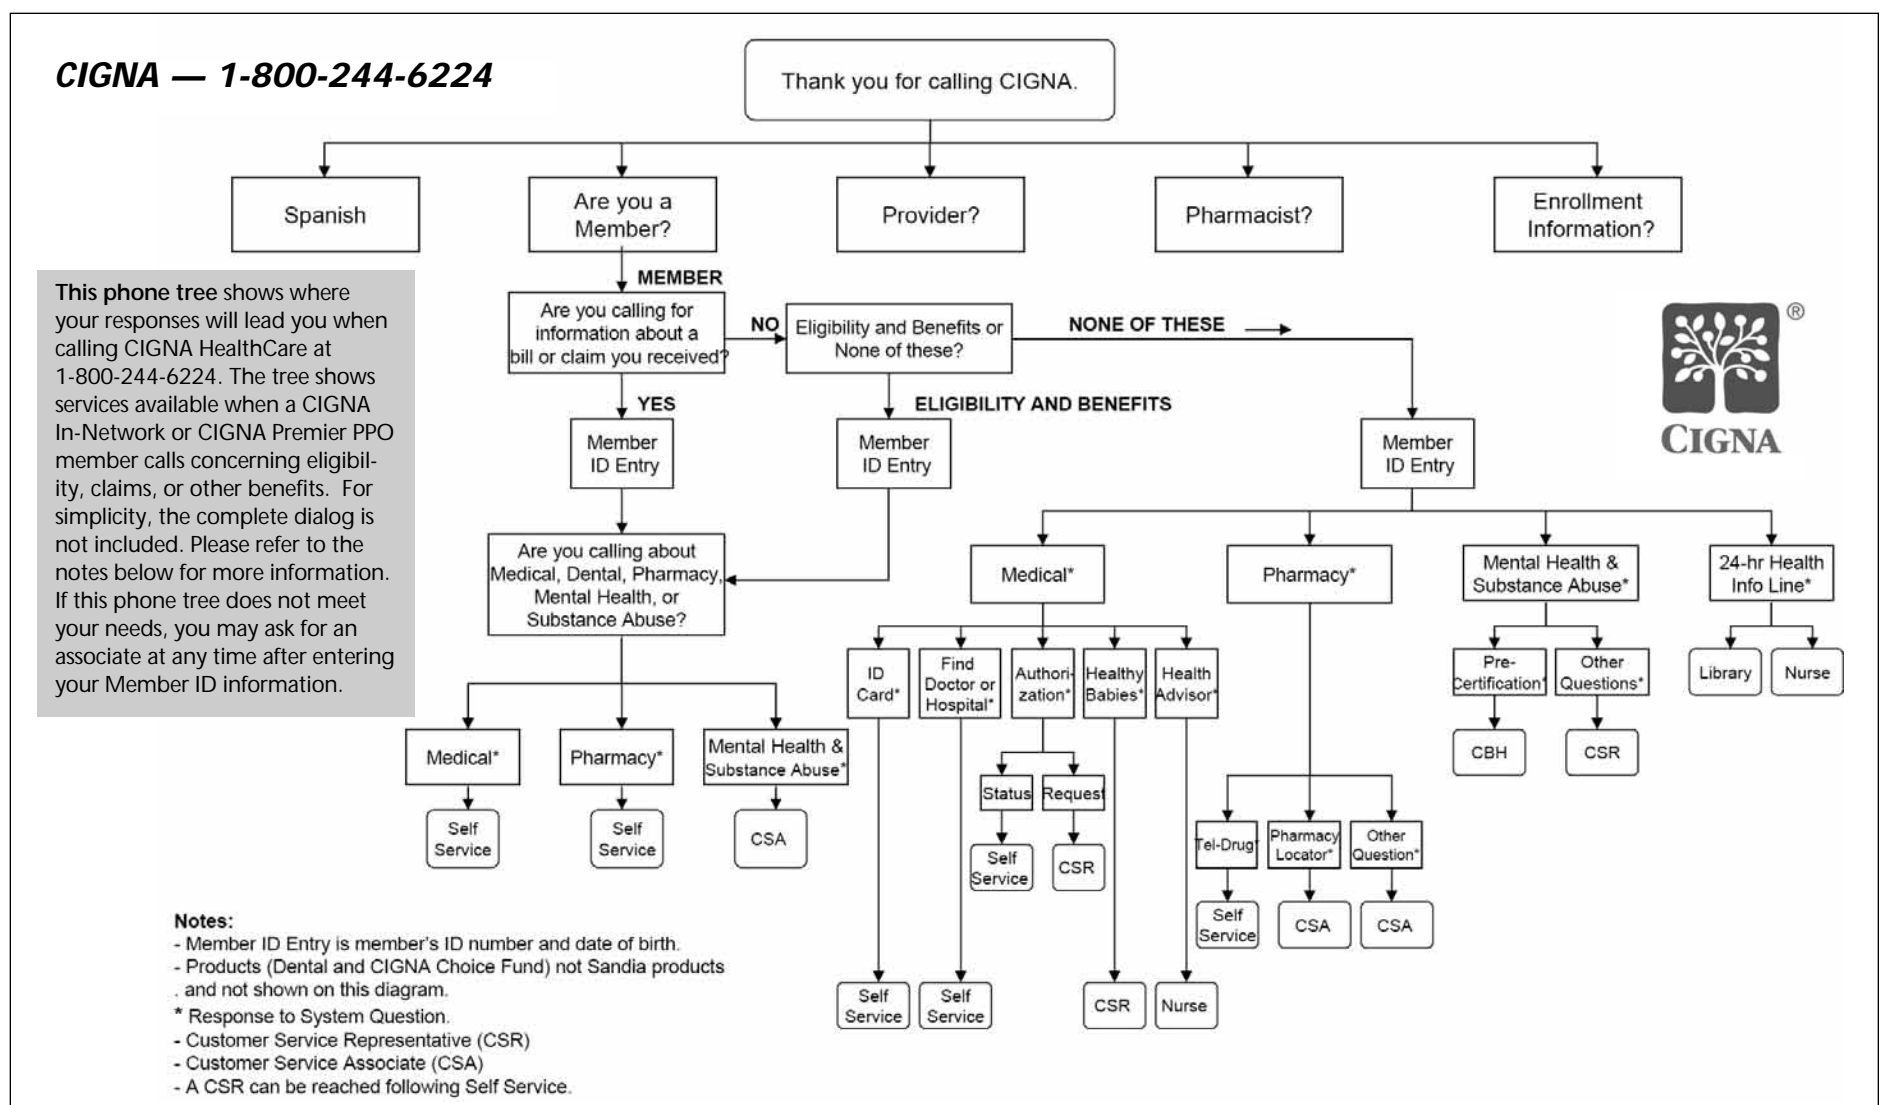 CIGNA — 1-800-244-6224
Thank you for calling CIGNA.
Spanish
Are you a
Member?
Provider?
Pharmacist?
Enrollment
Information?
This phone tree shows where
your responses will lead you when
calling CIGNA HealthCare at
1-800-244-6224. The tree shows
services available when a CIGNA
In-Network or CIGNA Premier PPO
member calls concerning eligibil-
ity, claims, or other benefits. For
simplicity, the complete dialog is
not included. Please refer to the
notes below for more information.
If this phone tree does not meet
your needs, you may ask for an
associate at any time after entering
your Member ID information.
MEMBER
Are you calling for
information about a
bill or claim you received?
NO
Eligibility and Benefits or
None of these?
NONE OF THESE
®
CIGNA
YES
ELIGIBILITY AND BENEFITS
Member
ID Entry
Member
ID Entry
Member
ID Entry
Are you calling about
Medical, Dental, Pharmacy,
Mental Health, or
Substance Abuse?
Medical*
Pharmacy*
Mental Health &
Substance Abuse*
Self
Service
Self
Service
CSA
Medical*
Pharmacy*
Mental Health &
Substance Abuse*
24-hr Health
Info Line*
ID
Card*
Find
Doctor or
Hospital*
Authori-
zation*
Healthy
Babies*
Health
Advisor*
Pre-
Certification*
Other
Questions*
Library
Nurse
CBH
CSR
Status
Request
Self
Service
CSR
Tel-Drug*
Pharmacy
Locator*
Other
Question*
Self
Service
CSA
CSA
Self
Service
Self
Service
CSR
Nurse
Notes:
- Member ID Entry is member's ID number and date of birth.
- Products (Dental and CIGNA Choice Fund) not Sandia products
. and not shown on this diagram.
* Response to System Question.
- Customer Service Representative (CSR)
- Customer Service Associate (CSA)
- A CSR can be reached following Self Service.